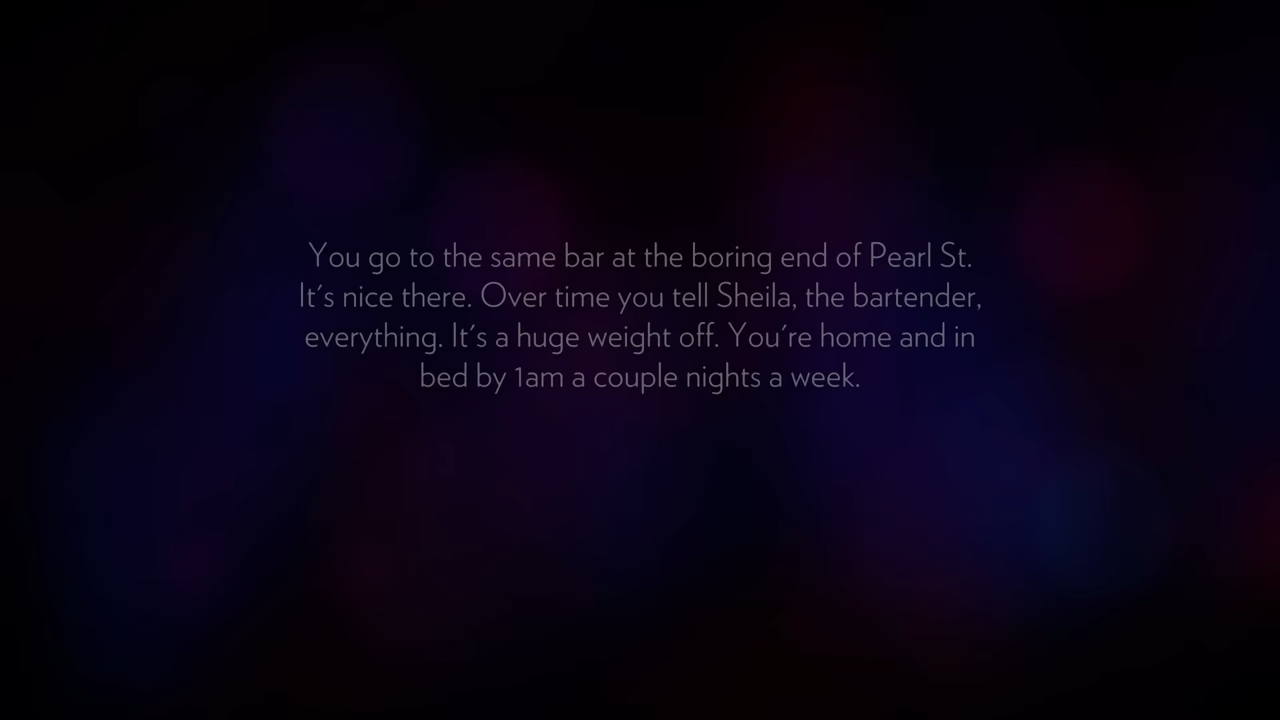 You go to the same bar at the boring end of Pearl St.
It's nice there. Over time you tell Sheila, the bartender,
everything. It's a huge weight off. You're home and in
bed by 1am a couple nights a week.